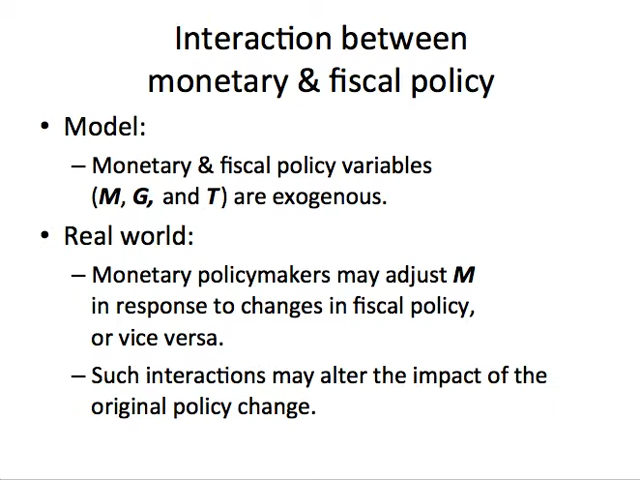 Interaction between
monetary & fiscal policy
• Model:
– Monetary & fiscal policy variables
(M, G, and T) are exogenous.
• Real world:
– Monetary policymakers may adjust M
in response to changes in fiscal policy,
or vice versa.
– Such interactions may alter the impact of the
original policy change.